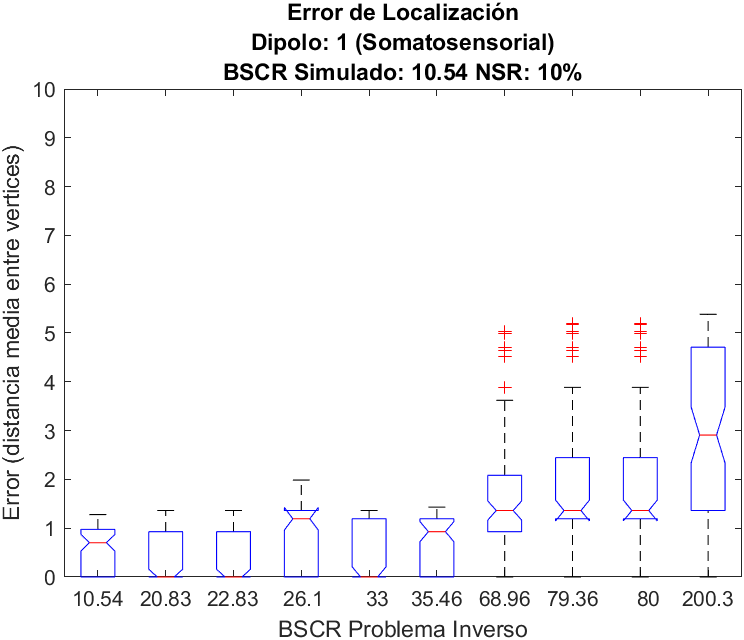 Error de Localización
Dipolo: 1 (Somatosensorial)
BSCR Simulado: 10.54 NSR: 10%
Error (distancia media entre vertices)
10
9
8
7
6
5
4
3
2
1
0
10.54 20.83 22.83 26.1 33 35.46 68.96 79.36 80 200.3
BSCR Problema Inverso